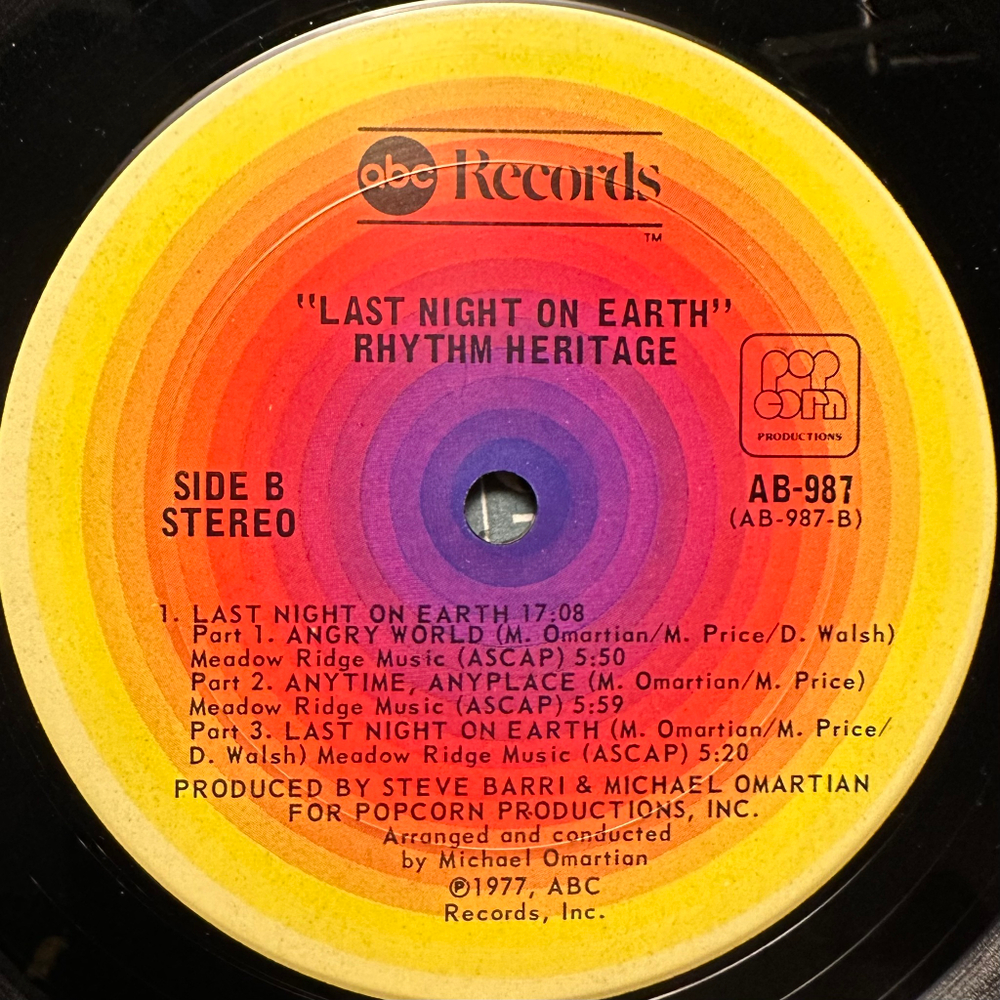 abc Records
TM
"LAST NIGHT ON EARTH"
RHYTHM HERITAGE
POP
CORN
PRODUCTIONS
SIDE B
STEREO
AB-987
(AB-987-B)
1. LAST NIGHT ON EARTH 17:08
Part 1. ANGRY WORLD (M. Omartian/M. Price/D. Walsh)
Meadow Ridge Music (ASCAP) 5:50
Part 2. ANYTIME, ANYPLACE (M. Omartian/M. Price)
Meadow Ridge Music (ASCAP) 5:59
Part 3. LAST NIGHT ON EARTH (M. Omartian/M. Price/
D. Walsh) Meadow Ridge Music (ASCAP) 5:20
PRODUCED BY STEVE BARRI & MICHAEL OMARTIAN
FOR POPCORN PRODUCTIONS, INC.
Arranged and conducted
by Michael Omartian
℗1977, ABC
Records, Inc.